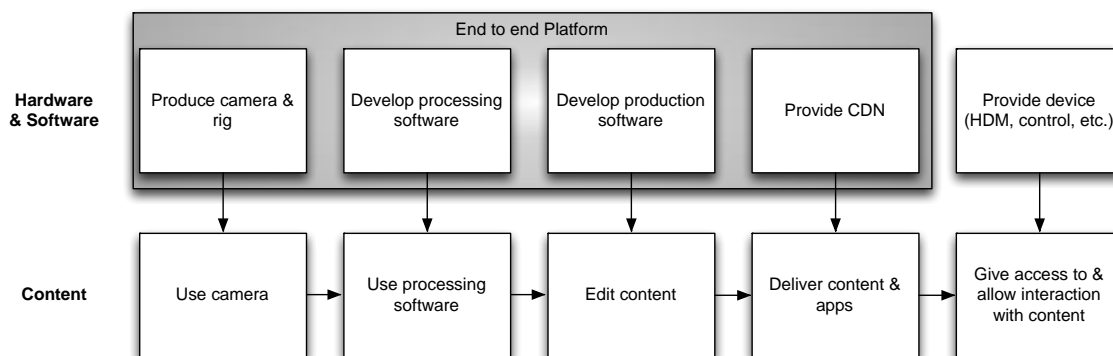 End to end Platform
Hardware
& Software
Produce camera &
rig
Develop processing
software
Develop production
software
Provide CDN
Provide device
(HDM, control, etc.)
Content
Use camera
Use processing
software
Edit content
Deliver content &
apps
Give access to &
allow interaction
with content